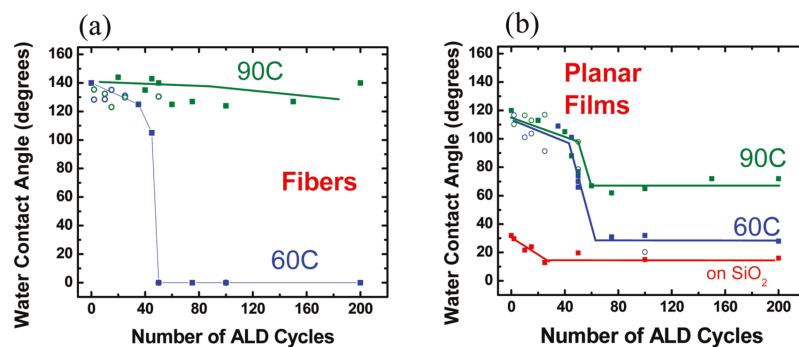 (a)
Water Contact Angle (degrees)
160
140
120
100
80
60
40
20
0
90C
Fibers
60C
0 40 80 120 160 200
Number of ALD Cycles
(b)
Water Contact Angle (degrees)
160
140
120
100
80
60
40
20
0
Planar
Films
90C
60C
on SiO₂
0 40 80 120 160 200
Number of ALD Cycles